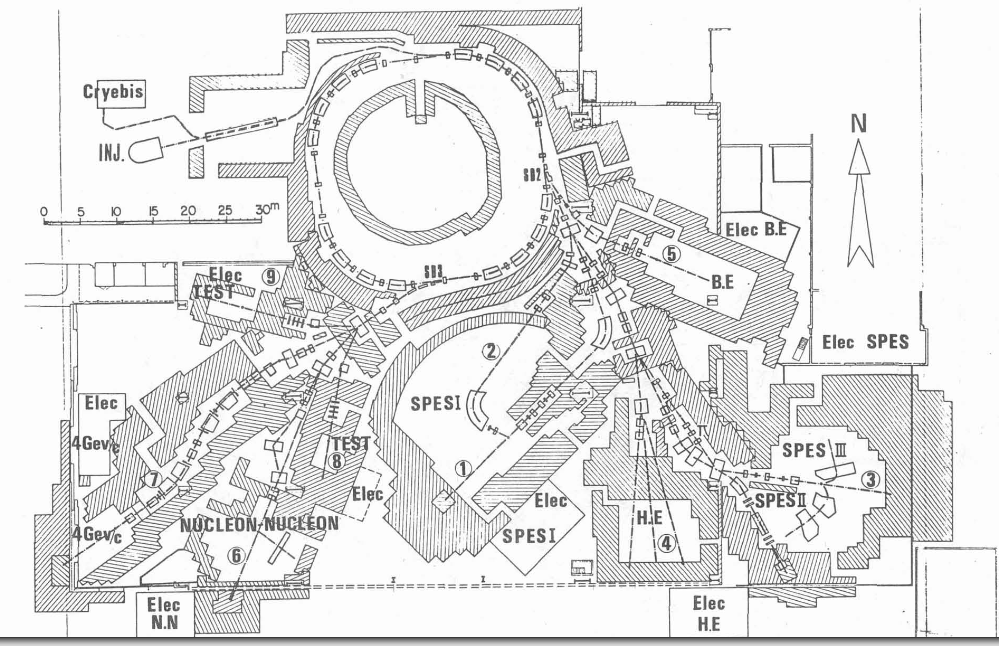 Cryebis
INJ.
N
0 5 10 15 20 25 30m
SD2
SD3
Elec B.E
5
B.E
Elec
TEST
9
2
Elec SPES
SPES I
Elec
4Gev/c
TEST
8
SPES III
3
1
7
Elec
Elec
SPES II
4Gev/c
NUCLEON-NUCLEON
6
H.E
4
SPES I
Elec
N.N
Elec
H.E